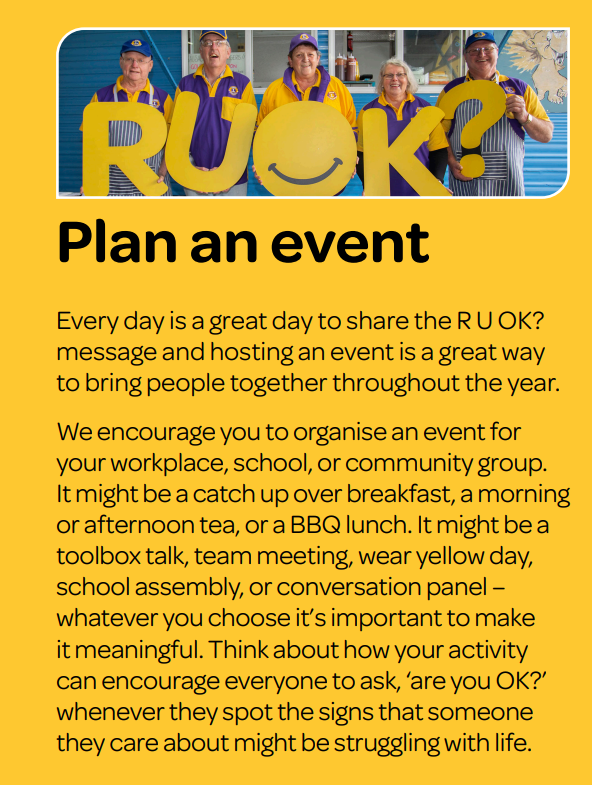 RUOK?
Plan an event
Every day is a great day to share the R U OK?
message and hosting an event is a great way
to bring people together throughout the year.
We encourage you to organise an event for
your workplace, school, or community group.
It might be a catch up over breakfast, a morning
or afternoon tea, or a BBQ lunch. It might be a
toolbox talk, team meeting, wear yellow day,
school assembly, or conversation panel –
whatever you choose it’s important to make
it meaningful. Think about how your activity
can encourage everyone to ask, ‘are you OK?’
whenever they spot the signs that someone
they care about might be struggling with life.